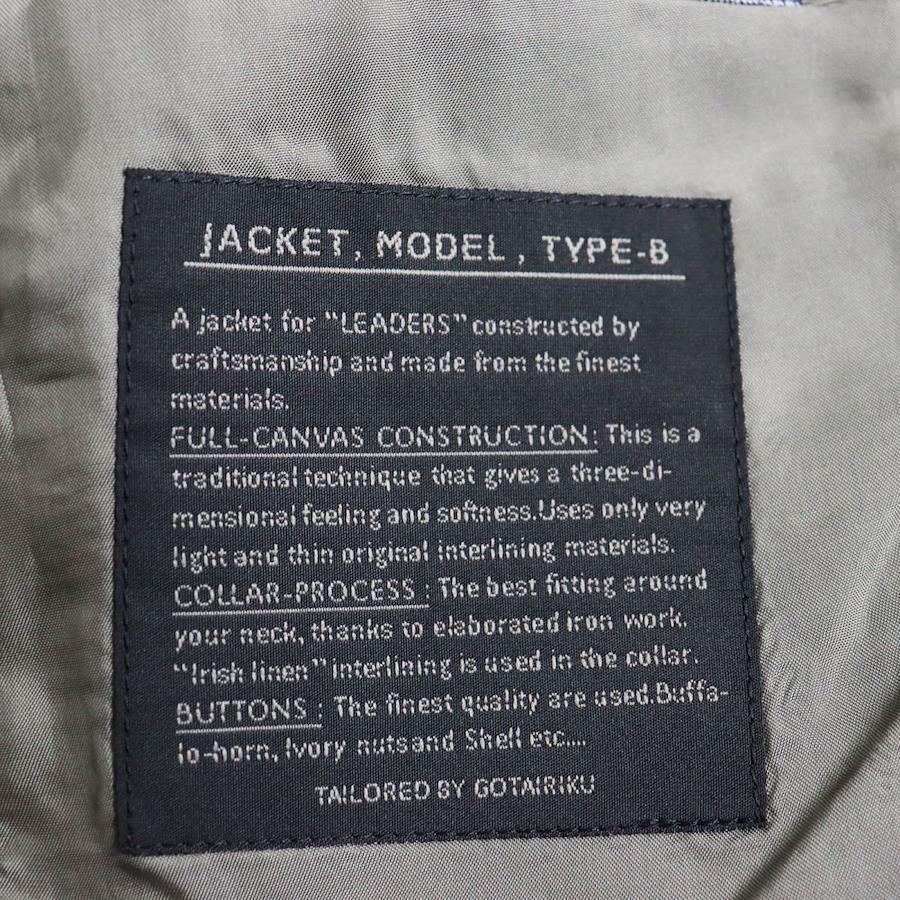 JACKET, MODEL, TYPE-B
A jacket for "LEADERS" constructed by
craftsmanship and made from the finest
materials.
FULL-CANVAS CONSTRUCTION: This is a
traditional technique that gives a three-di-
mensional feeling and softness.Uses only very
light and thin original interlining materials.
COLLAR-PROCESS : The best fitting around
your neck, thanks to elaborated iron work.
"Irish linen" interlining is used in the collar.
BUTTONS : The finest quality are used.Buffa-
lo-horn, Ivory nuts and Shell etc....
TAILORED BY GOTAIRIKU